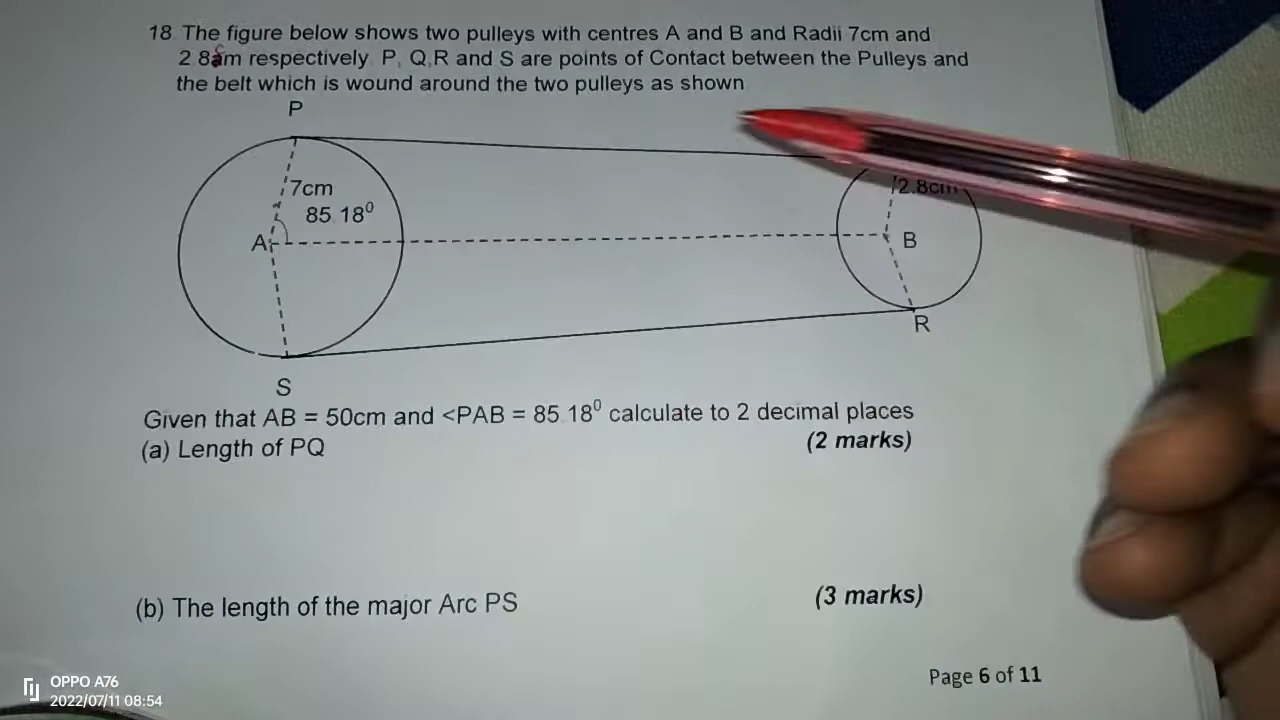 18 The figure below shows two pulleys with centres A and B and Radii 7cm and
2 8cm respectively P, Q,R and S are points of Contact between the Pulleys and
the belt which is wound around the two pulleys as shown
P
7cm
2.8cm
85 18⁰
A
B
R
S
Given that AB = 50cm and <PAB = 85 18⁰ calculate to 2 decimal places
(a) Length of PQ (2 marks)
(b) The length of the major Arc PS (3 marks)
Page 6 of 11
OPPO A76
2022/07/11 08:54